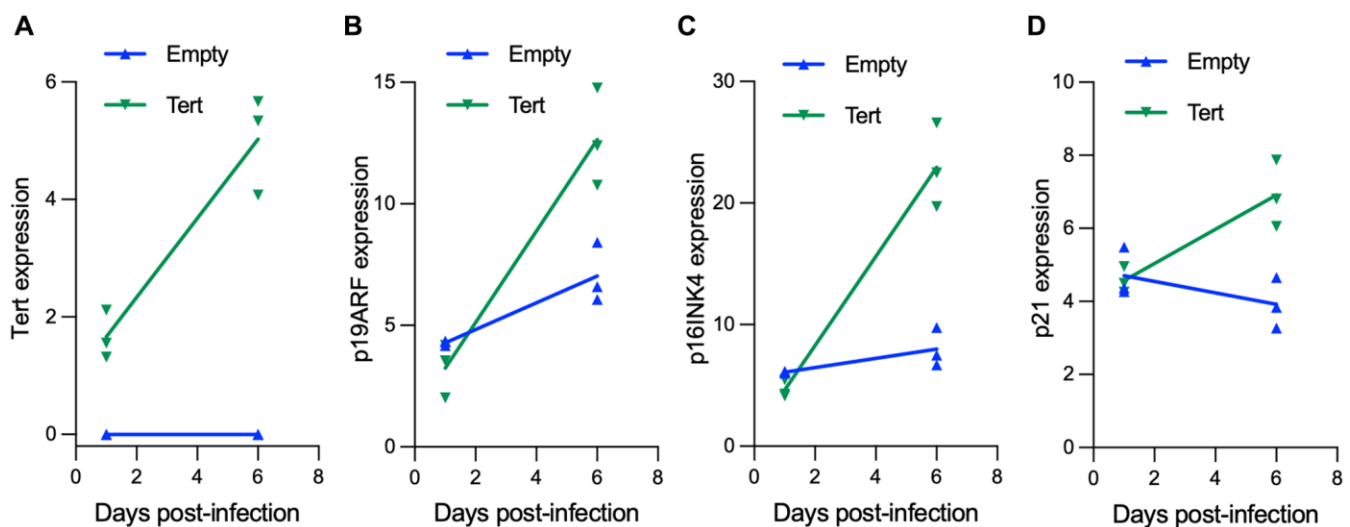 A
Empty
Tert
6
4
2
0
Tert expression
0 2 4 6 8
Days post-infection
B
Empty
Tert
15
10
5
0
p19ARF expression
0 2 4 6 8
Days post-infection
C
Empty
Tert
30
20
10
0
p16INK4 expression
0 2 4 6 8
Days post-infection
D
Empty
Tert
10
8
6
4
2
0
p21 expression
0 2 4 6 8
Days post-infection